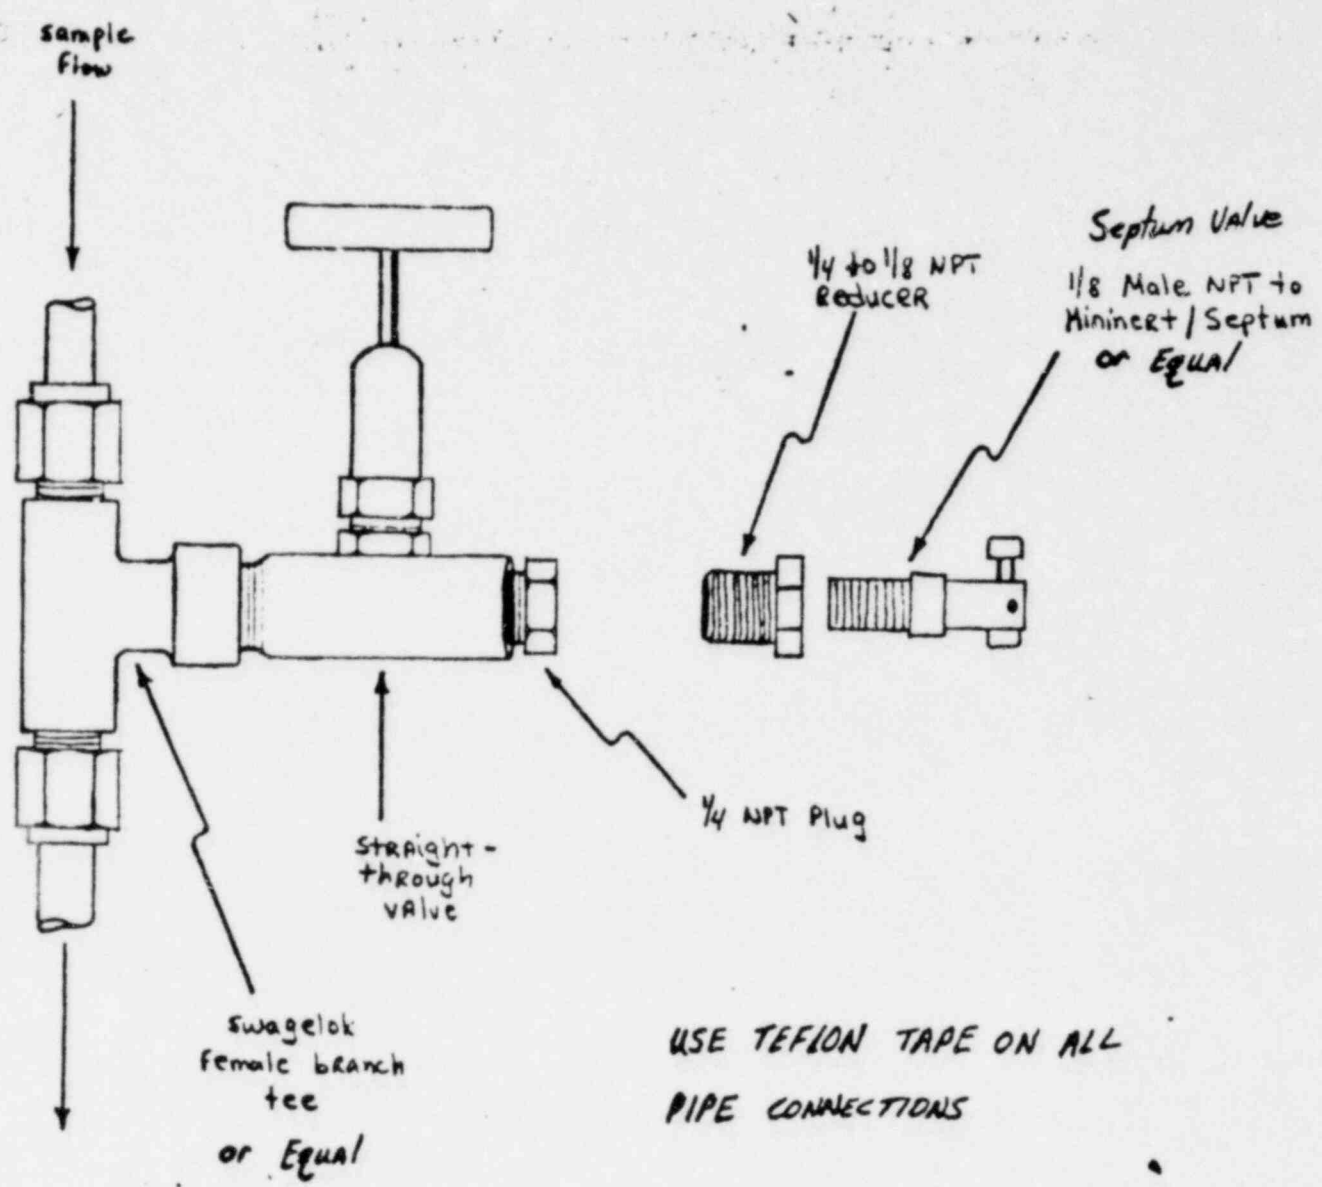 sample
flow
Septum Valve
1/4 to 1/8 NPT
Reducer
1/8 Male NPT to
Mininert / Septum
or Equal
1/4 NPT Plug
Straight-
through
valve
swagelok
female branch
tee
or Equal
USE TEFLON TAPE ON ALL
PIPE CONNECTIONS